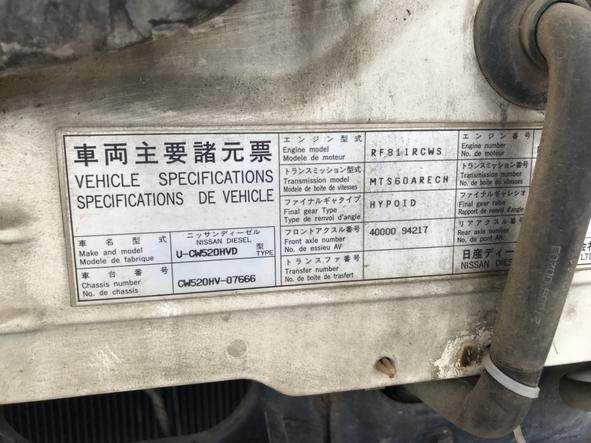 車両主要諸元票
VEHICLE SPECIFICATIONS
SPECIFICATIONS DE VEHICLE
車名型式
Make and model
Modele de fabrique
ニッサンディーゼル
NISSAN DIESEL
U-CW520HVD
型
TYPE
車台番号
Chassis number
No. de chassis
CW520HV-07666
エンジン型式
Engine model
Modele de moteur
RF811RCWS
トランスミッション型式
Transmission model
Modele de boite de vitesses
MTS60ARECH
ファイナルギヤタイプ
Final gear Type
Type de renvoi d'angle
HYPOID
フロントアクスル番号
Front axle number
No. de essieu AV
40000 94217
トランスファ番号
Transfer number
No. de boite de trasfert
エンジン番号
Engine number
No. de moteur
トランスミッション番号
Transmission number
No. de boite de vitesses
ファイナルギャレシオ
Final gear ratio
Rapport de renvoi d'angle
リアアクスル番号
Rear axle number
No. de pont AR
日産ディー
NISSAN DIES
LTD